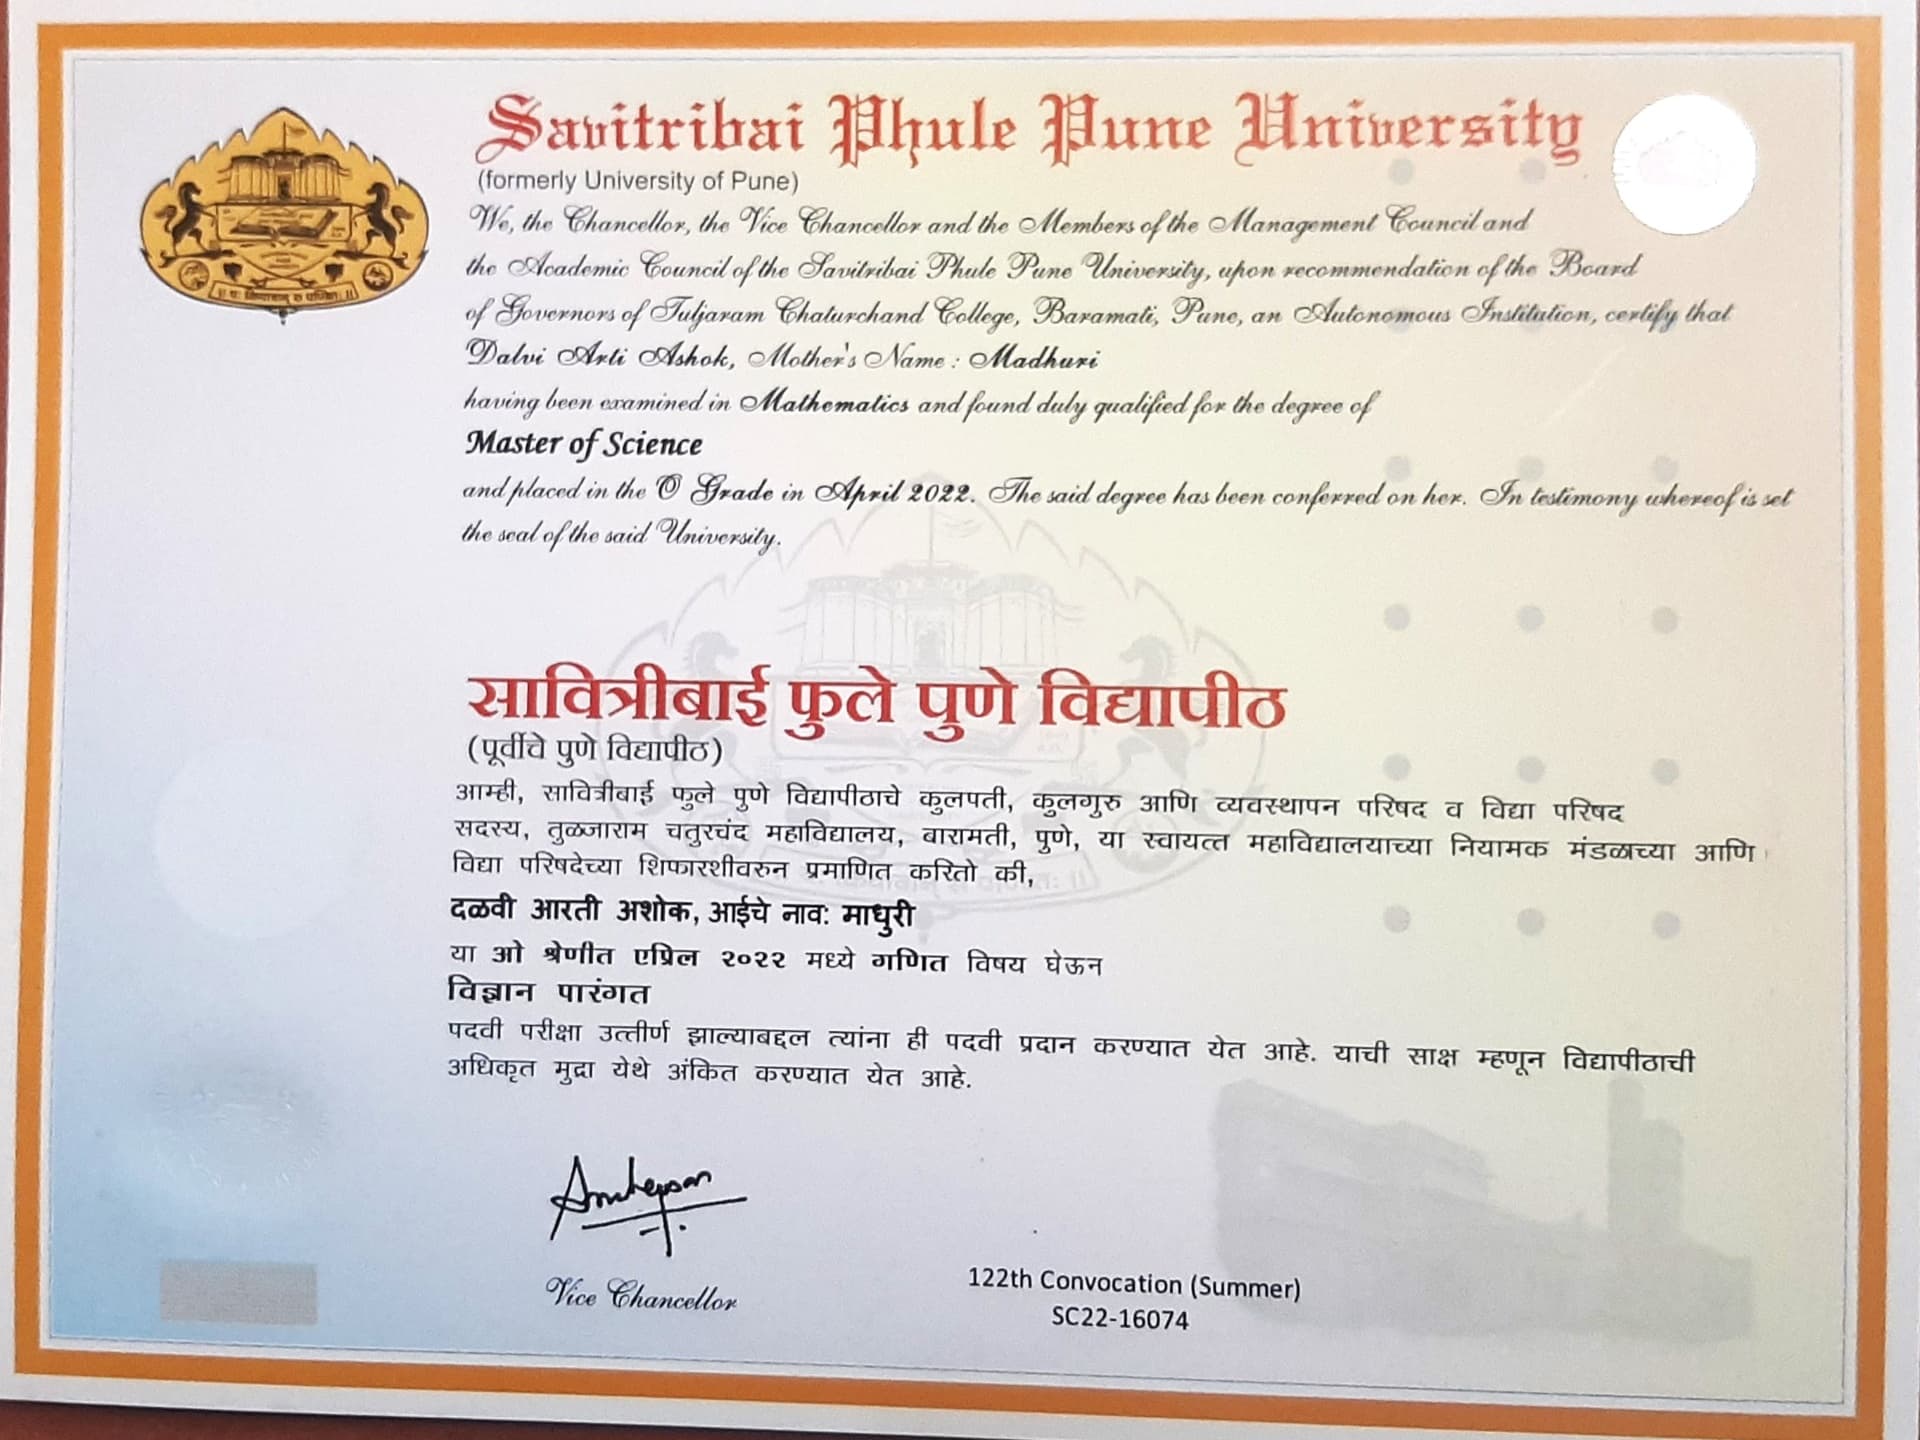 Savitribai Phule Pune University
(formerly University of Pune)
We, the Chancellor, the Vice Chancellor and the Members of the Management Council and
the Academic Council of the Savitribai Phule Pune University, upon recommendation of the Board
of Governors of Tuljaram Chaturchand College, Baramati, Pune, an Autonomous Institution, certify that
Dalvi Arti Ashok, Mother's Name : Madhuri
having been examined in Mathematics and found duly qualified for the degree of
Master of Science
and placed in the O Grade in April 2022. The said degree has been conferred on her. In testimony whereof is set
the seal of the said University.
सावित्रीबाई फुले पुणे विद्यापीठ
(पूर्वीचे पुणे विद्यापीठ)
आम्ही, सावित्रीबाई फुले पुणे विद्यापीठाचे कुलपती, कुलगुरु आणि व्यवस्थापन परिषद व विद्या परिषद
सदस्य, तुळजाराम चतुरचंद महाविद्यालय, बारामती, पुणे, या स्वायत्त महाविद्यालयाच्या नियामक मंडळाच्या आणि
विद्या परिषदेच्या शिफारशीवरुन प्रमाणित करितो की,
दळवी आरती अशोक, आईचे नाव: माधुरी
या ओ श्रेणीत एप्रिल २०२२ मध्ये गणित विषय घेऊन
विज्ञान पारंगत
पदवी परीक्षा उत्तीर्ण झाल्याबद्दल त्यांना ही पदवी प्रदान करण्यात येत आहे. याची साक्ष म्हणून विद्यापीठाची
अधिकृत मुद्रा येथे अंकित करण्यात येत आहे.
Vice Chancellor
122th Convocation (Summer)
SC22-16074